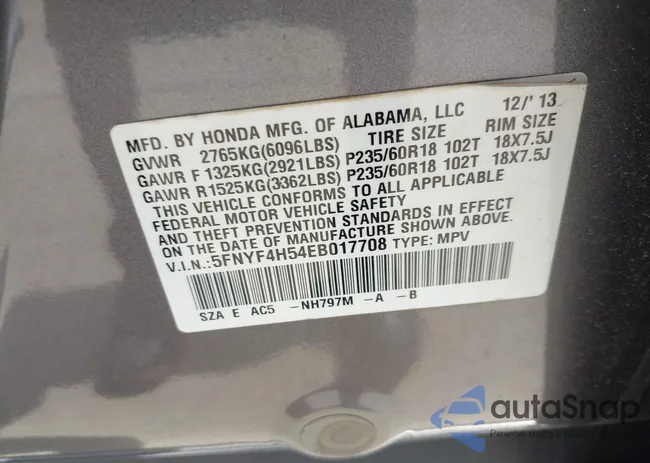 MFD. BY HONDA MFG. OF ALABAMA, LLC 12/'13
GVWR 2765KG(6096LBS) TIRE SIZE RIM SIZE
GAWR F 1325KG(2921LBS) P235/60R18 102T 18X7.5J
GAWR R 1525KG(3362LBS) P235/60R18 102T 18X7.5J
THIS VEHICLE CONFORMS TO ALL APPLICABLE
FEDERAL MOTOR VEHICLE SAFETY
AND THEFT PREVENTION STANDARDS IN EFFECT
ON THE DATE OF MANUFACTURE SHOWN ABOVE.
V.I.N.:5FNYF4H54EB017708 TYPE: MPV
SZA E AC5 -NH797M -A -B
autaSnap
Pewne auta